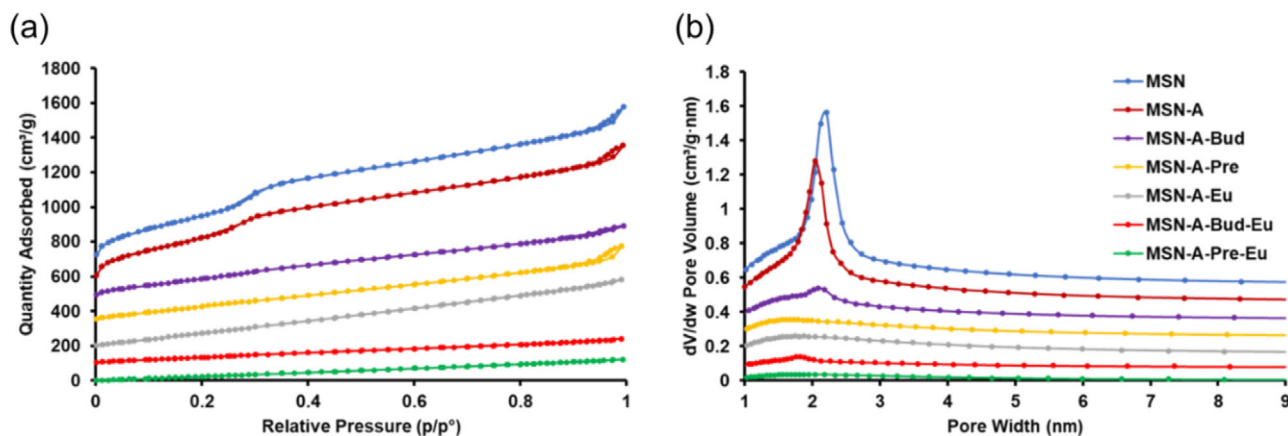 (a)
1800
1600
1400
1200
1000
800
600
400
200
0
Quantity Adsorbed (cm³/g)
0
0.2
0.4
0.6
0.8
1
Relative Pressure (p/p°)
(b)
1.8
1.6
1.4
1.2
1
0.8
0.6
0.4
0.2
0
dV/dw Pore Volume (cm³/g·nm)
1
2
3
4
5
6
7
8
9
Pore Width (nm)
MSN
MSN-A
MSN-A-Bud
MSN-A-Pre
MSN-A-Eu
MSN-A-Bud-Eu
MSN-A-Pre-Eu